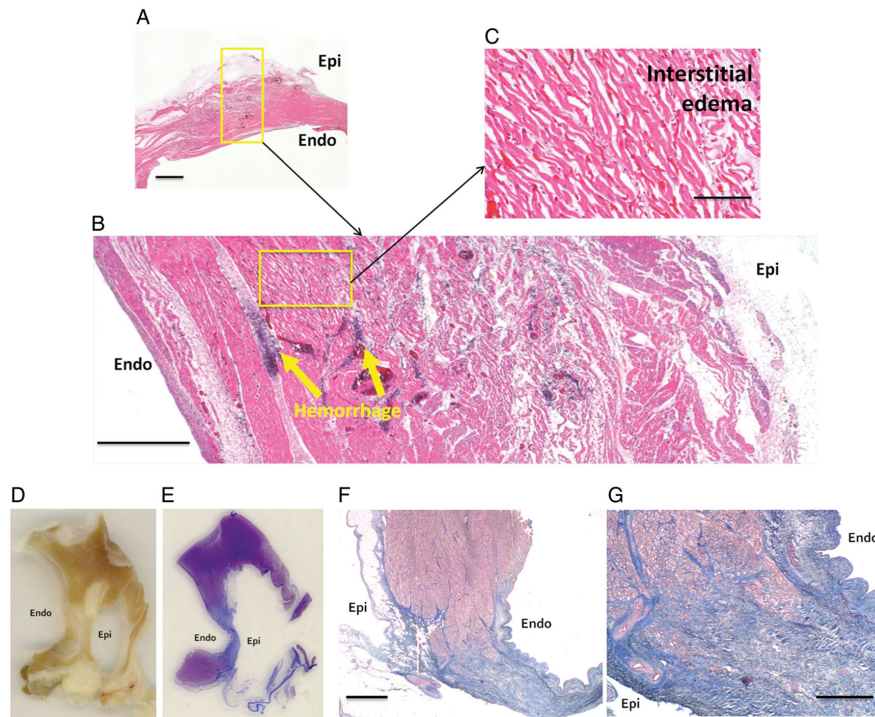 A
Epi
Endo
C
Interstitial
edema
B
Epi
Endo
Hemorrhage
D
Endo
Epi
E
Endo
Epi
F
Epi
Endo
G
Endo
Epi